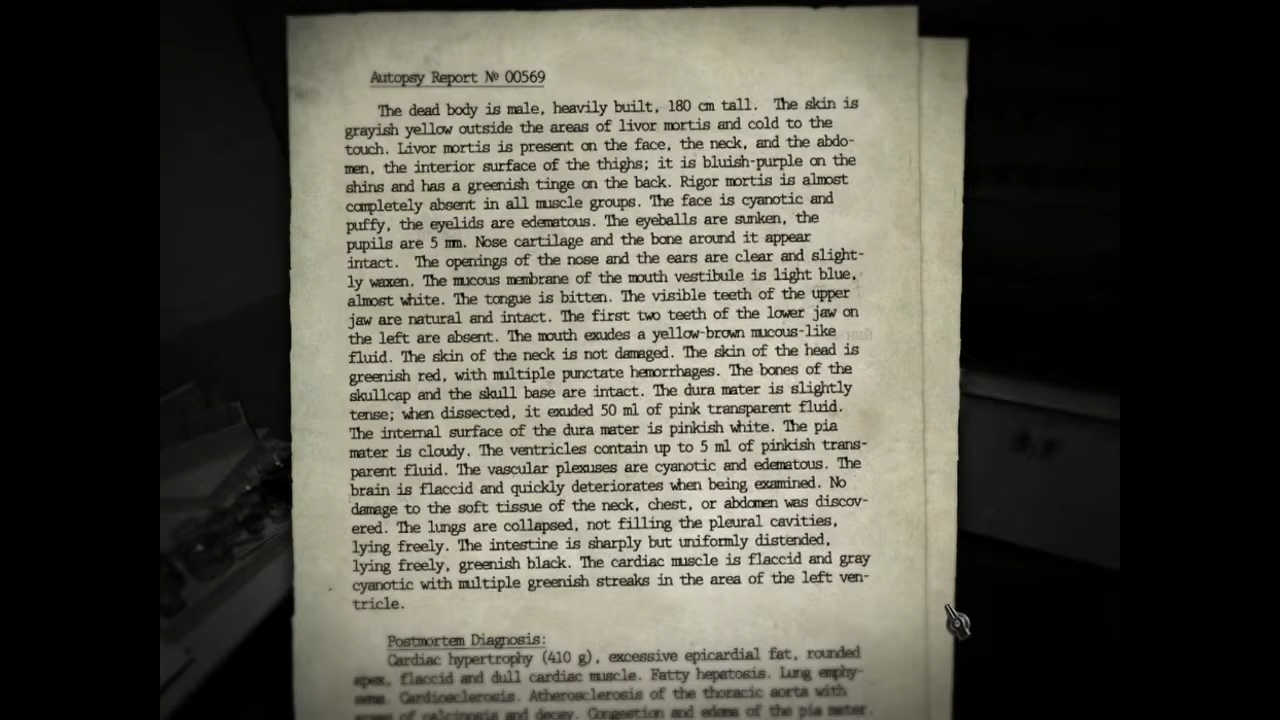 Autopsy Report № 00569
The dead body is male, heavily built, 180 cm tall. The skin is
grayish yellow outside the areas of livor mortis and cold to the
touch. Livor mortis is present on the face, the neck, and the abdo-
men, the interior surface of the thighs; it is bluish-purple on the
shins and has a greenish tinge on the back. Rigor mortis is almost
completely absent in all muscle groups. The face is cyanotic and
puffy, the eyelids are edematous. The eyeballs are sunken, the
pupils are 5 mm. Nose cartilage and the bone around it appear
intact. The openings of the nose and the ears are clear and slight-
ly waxen. The mucous membrane of the mouth vestibule is light blue,
almost white. The tongue is bitten. The visible teeth of the upper
jaw are natural and intact. The first two teeth of the lower jaw on
the left are absent. The mouth exudes a yellow-brown mucous-like
fluid. The skin of the neck is not damaged. The skin of the head is
greenish red, with multiple punctate hemorrhages. The bones of the
skullcap and the skull base are intact. The dura mater is slightly
tense; when dissected, it exuded 50 ml of pink transparent fluid.
The internal surface of the dura mater is pinkish white. The pia
mater is cloudy. The ventricles contain up to 5 ml of pinkish trans-
parent fluid. The vascular plexuses are cyanotic and edematous. The
brain is flaccid and quickly deteriorates when being examined. No
damage to the soft tissue of the neck, chest, or abdomen was discov-
ered. The lungs are collapsed, not filling the pleural cavities,
lying freely. The intestine is sharply but uniformly distended,
lying freely, greenish black. The cardiac muscle is flaccid and gray
cyanotic with multiple greenish streaks in the area of the left ven-
tricle.
Postmortem Diagnosis:
Cardiac hypertrophy (410 g), excessive epicardial fat, rounded
apex, flaccid and dull cardiac muscle. Fatty hepatosis. Lung emphy-
sema. Cardiosclerosis. Atherosclerosis of the thoracic aorta with
areas of calcinosis and decay. Congestion and edema of the pia mater.